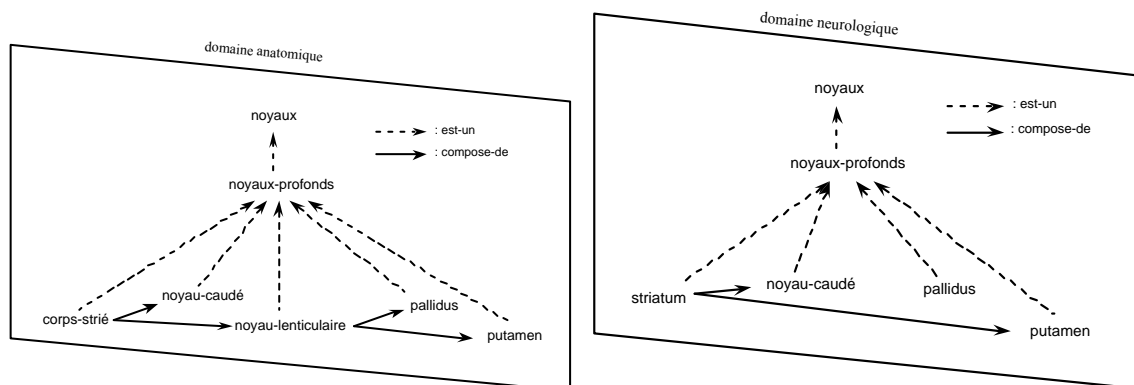 domaine anatomique
noyaux
: est-un
: compose-de
noyaux-profonds
noyau-caudé
pallidus
corps-strié
noyau-lenticulaire
putamen
domaine neurologique
noyaux
: est-un
: compose-de
noyaux-profonds
noyau-caudé
pallidus
striatum
putamen